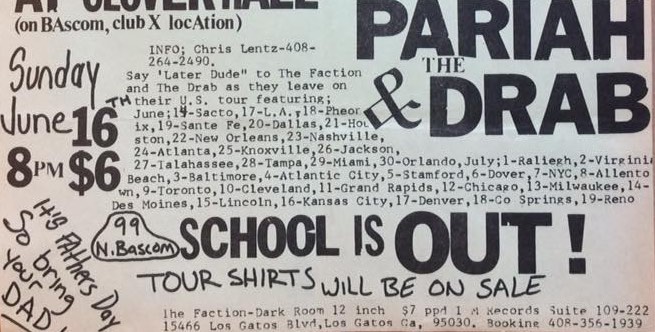 (on BAscom, club X locAtion)
PARIAH
& THE DRAB
Sunday
June 16TH
8PM $6
INFO; Chris Lentz-408-
264-2490.
Say "Later Dude" to The Faction
and The Drab as they leave on
their U.S. tour featuring;
June;14-Sacto,17-L.A,18-Pheor
ix,19-Sante Fe,20-Dallas,21-Hou
ston,22-New Orleans,23-Nashville,
24-Atlanta,25-Knoxville,26-Jackson,
27-Talahassee,28-Tampa,29-Miami,30-Orlando,July;1-Raliegh,2-Virginia
Beach,3-Baltimore,4-Atlantic City,5-Stamford,6-Dover,7-NYC,8-Allento
wn,9-Toronto,10-Cleveland,11-Grand Rapids,12-Chicago,13-Milwaukee,14-
Des Moines,15-Lincoln,16-Kansas City,17-Denver,18-Co Springs,19-Reno
It's FAthers Day
So bring
Your
DAD!
99
N.Bascom
SCHOOL IS OUT!
TOUR SHIRTS WILL BE ON SALE
The Faction-Dark Room 12 inch $7 ppd I M Records Suite 109-222
15466 Los Gatos Blvd,Los Gatos Ca, 95030. Booking 408-356-1939